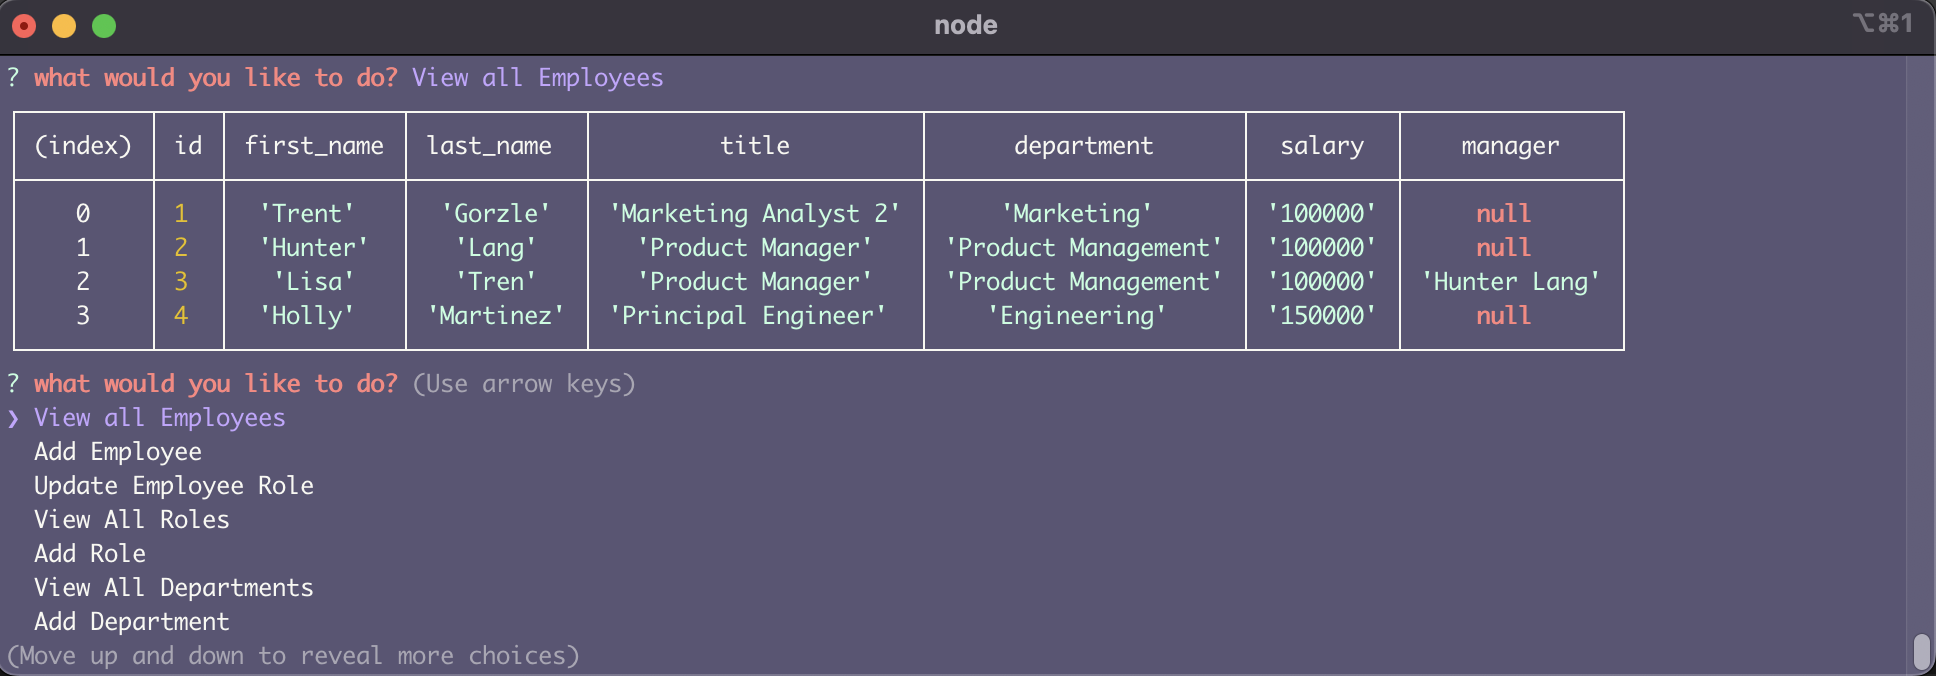 node
⌥⌘1
? what would you like to do? View all Employees
(index) id first_name last_name title department salary manager
0 1 'Trent' 'Gorzle' 'Marketing Analyst 2' 'Marketing' '100000' null
1 2 'Hunter' 'Lang' 'Product Manager' 'Product Management' '100000' null
2 3 'Lisa' 'Tren' 'Product Manager' 'Product Management' '100000' 'Hunter Lang'
3 4 'Holly' 'Martinez' 'Principal Engineer' 'Engineering' '150000' null
? what would you like to do? (Use arrow keys)
❯ View all Employees
Add Employee
Update Employee Role
View All Roles
Add Role
View All Departments
Add Department
(Move up and down to reveal more choices)